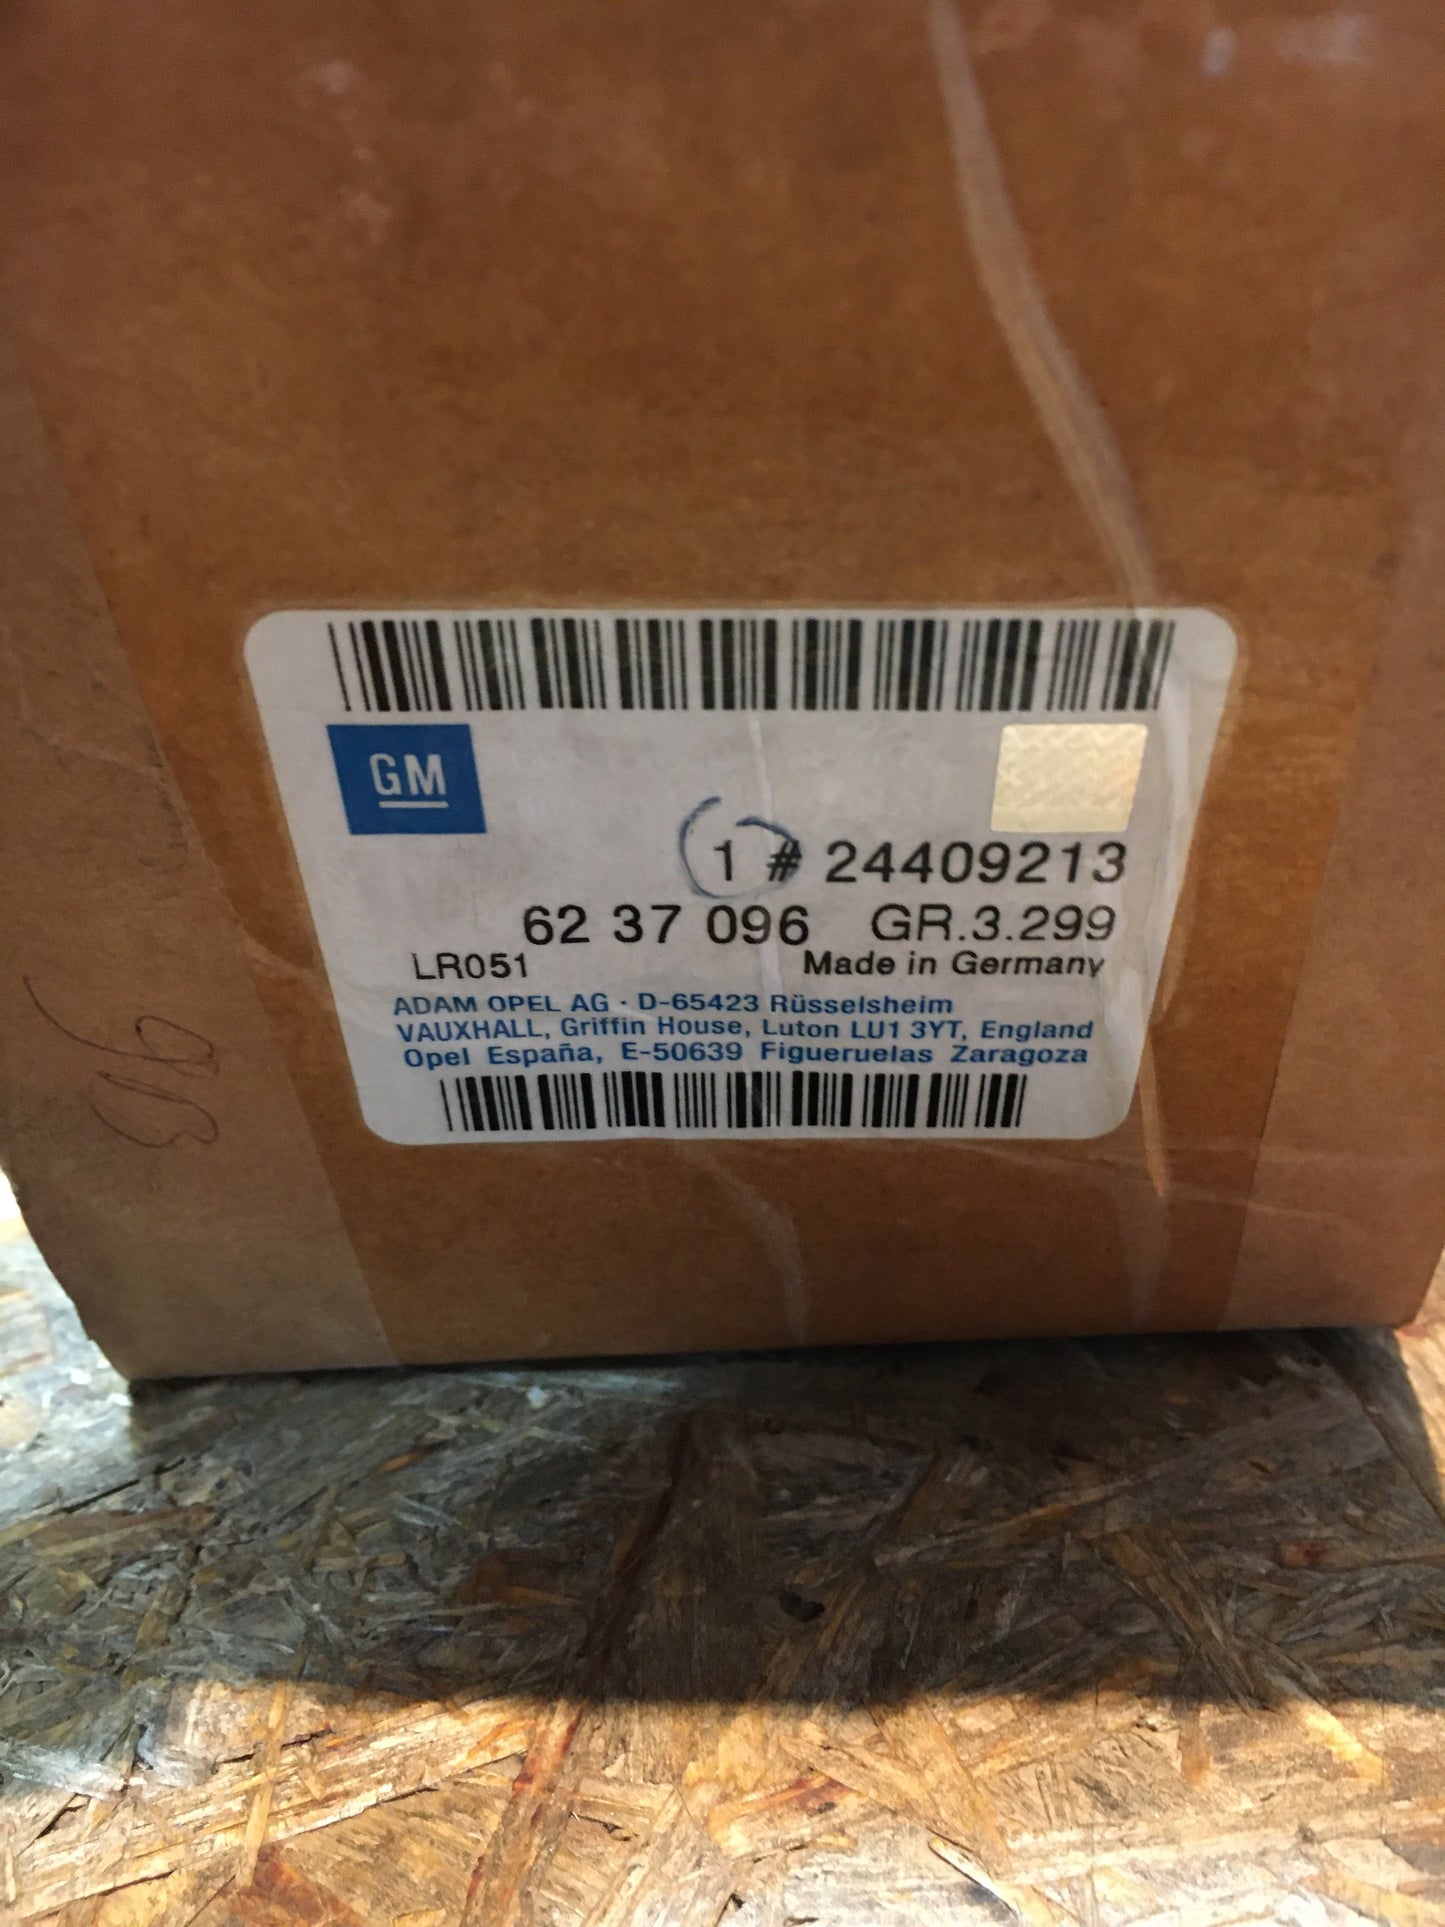 GM
1 # 24409213
62 37 096 GR.3.299
LR051 Made in Germany
ADAM OPEL AG · D-65423 Rüsselsheim
VAUXHALL, Griffin House, Luton LU1 3YT, England
Opel España, E-50639 Figueruelas Zaragoza